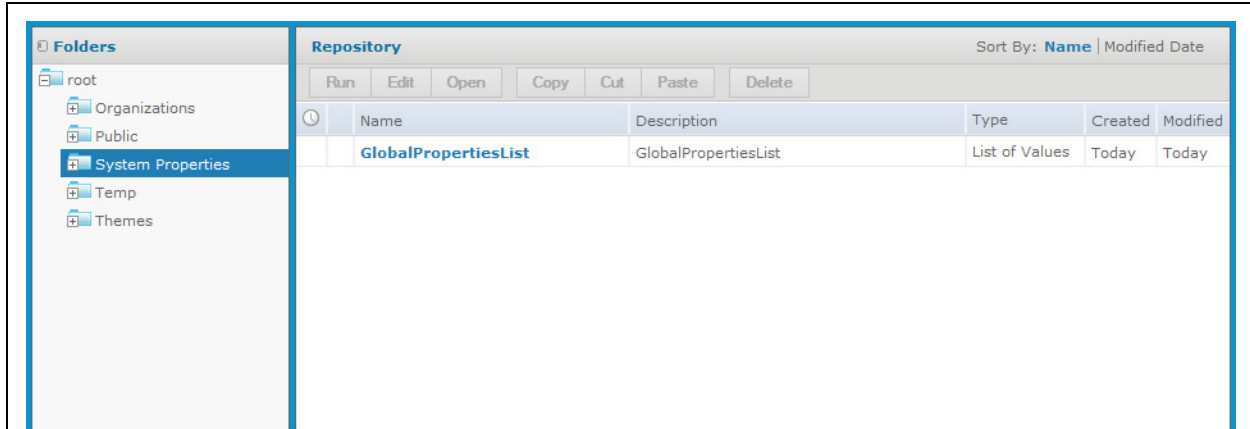 Folders
root
Organizations
Public
System Properties
Temp
Themes
Repository
Sort By: Name | Modified Date
Run Edit Open Copy Cut Paste Delete
Name Description Type Created Modified
GlobalPropertiesList GlobalPropertiesList List of Values Today Today